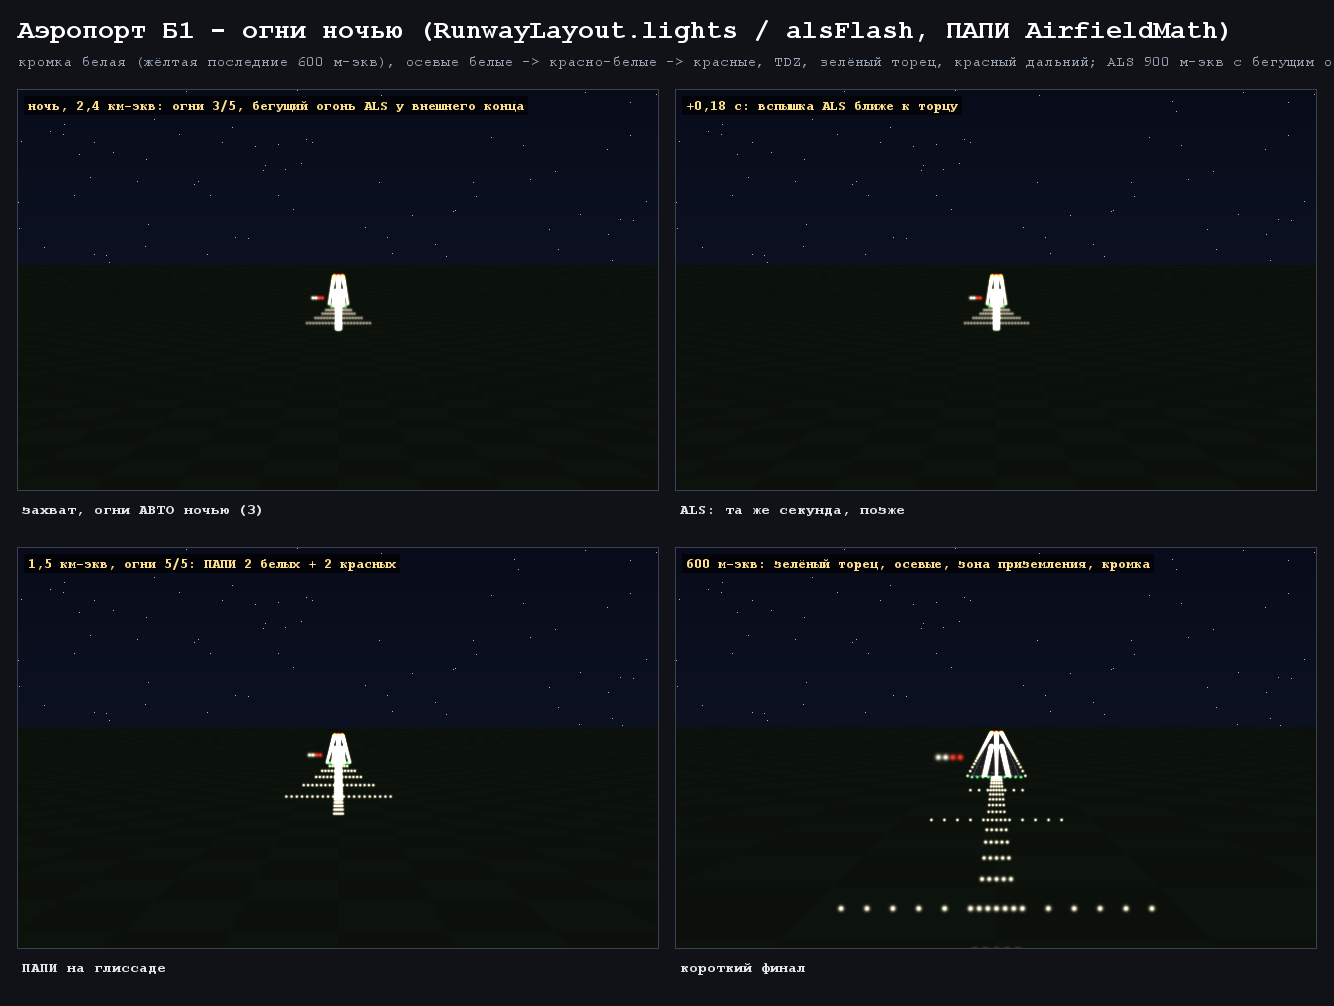 Аэропорт Б1 - огни ночью (RunwayLayout.lights / alsFlash, ПАПИ AirfieldMath)
кромка белая (жёлтая последние 600 м-экв), осевые белые -> красно-белые -> красные, TDZ, зелёный торец, красный дальний; ALS 900 м-экв с бегущим о
ночь, 2,4 км-экв: огни 3/5, бегущий огонь ALS у внешнего конца
+0,18 с: вспышка ALS ближе к торцу
захват, огни АВТО ночью (3)
ALS: та же секунда, позже
1,5 км-экв, огни 5/5: ПАПИ 2 белых + 2 красных
600 м-экв: зелёный торец, осевые, зона приземления, кромка
ПАПИ на глиссаде
короткий финал